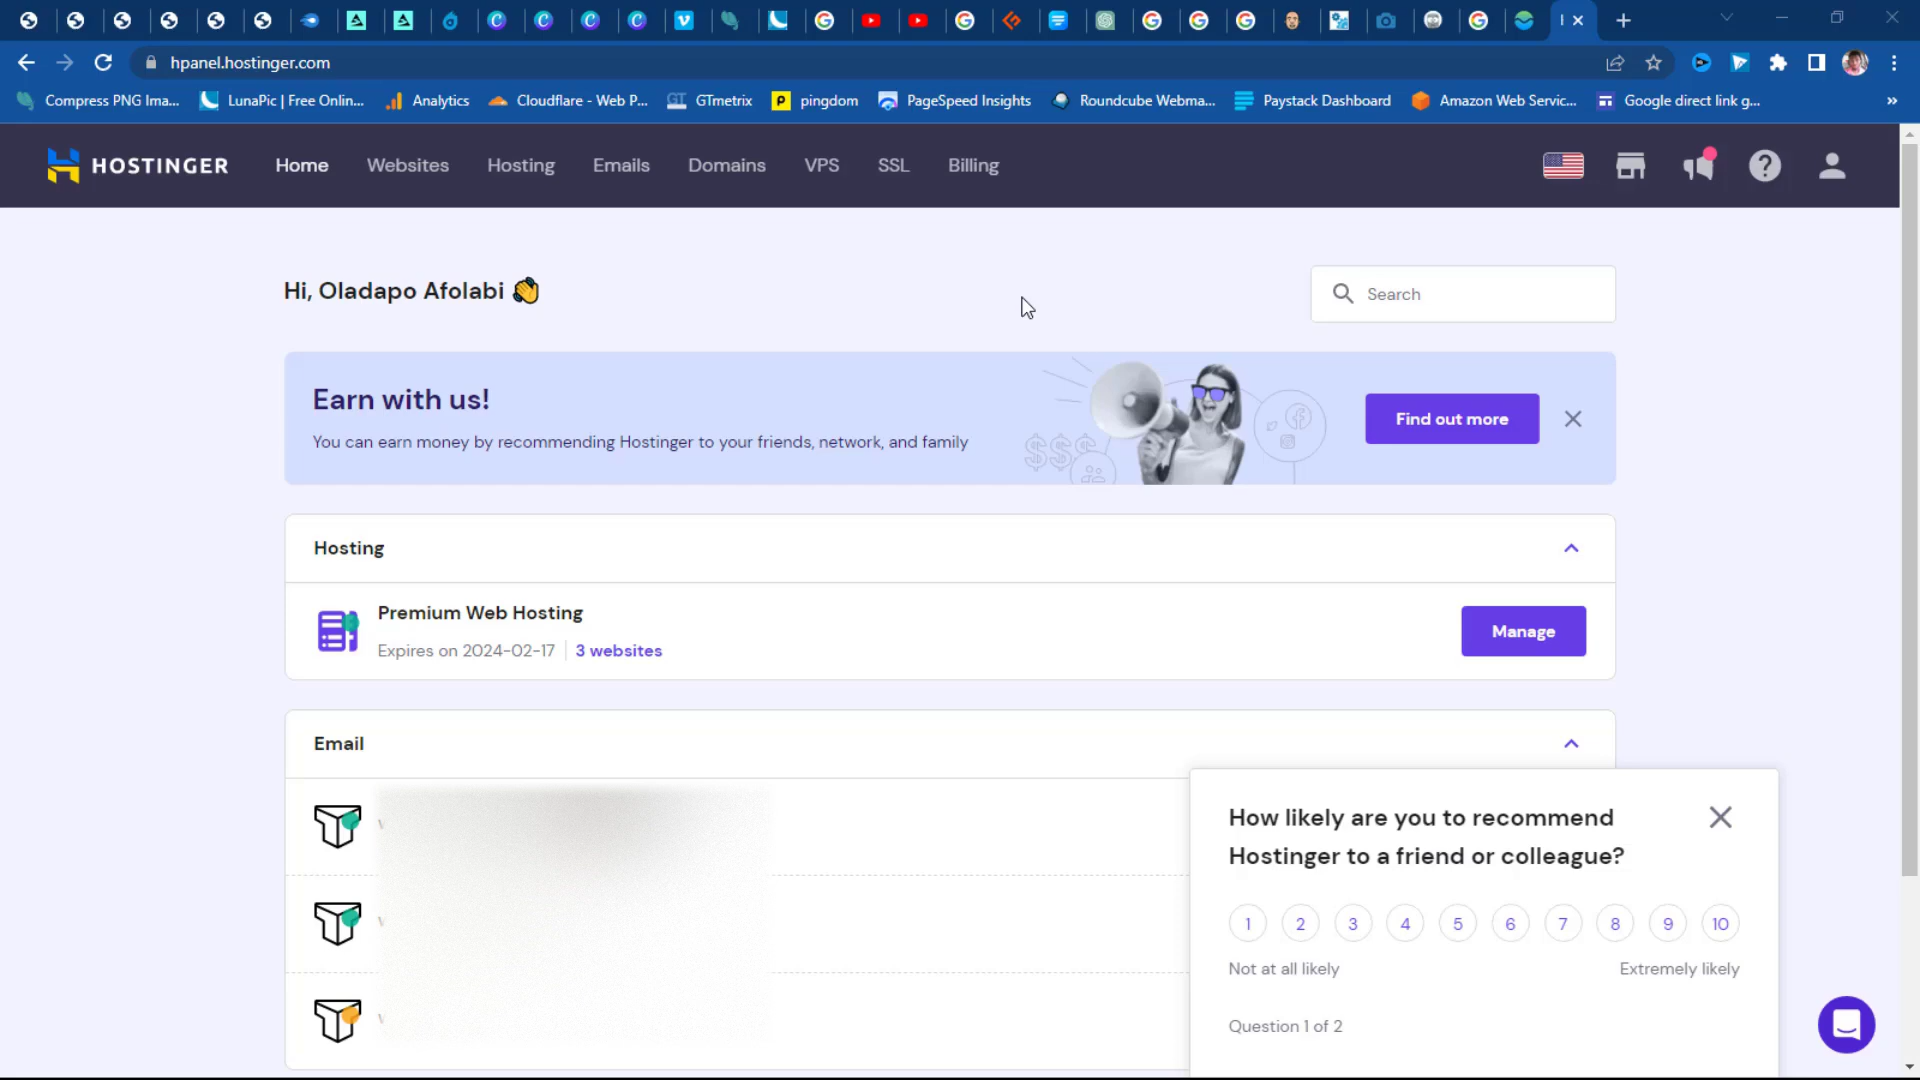 hpanel.hostinger.com
Compress PNG Ima...
LunaPic | Free Onlin...
Analytics
Cloudflare - Web P...
GTmetrix
pingdom
PageSpeed Insights
Roundcube Webma...
Paystack Dashboard
Amazon Web Servic...
Google direct link g...
HOSTINGER
Home
Websites
Hosting
Emails
Domains
VPS
SSL
Billing
Hi, Oladapo Afolabi
Search
Earn with us!
You can earn money by recommending Hostinger to your friends, network, and family
$$$
Find out more
Hosting
Premium Web Hosting
Expires on 2024-02-17
3 websites
Manage
Email
How likely are you to recommend
Hostinger to a friend or colleague?
1 2 3 4 5 6 7 8 9 10
Not at all likely
Extremely likely
Question 1 of 2